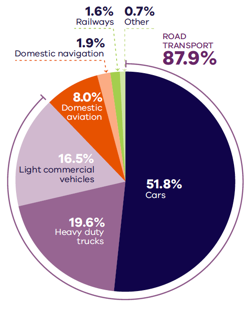 1.6%
Railways
0.7%
Other
1.9%
Domestic navigation
ROAD
TRANSPORT
87.9%
8.0%
Domestic
aviation
16.5%
Light commercial
vehicles
51.8%
Cars
19.6%
Heavy duty
trucks